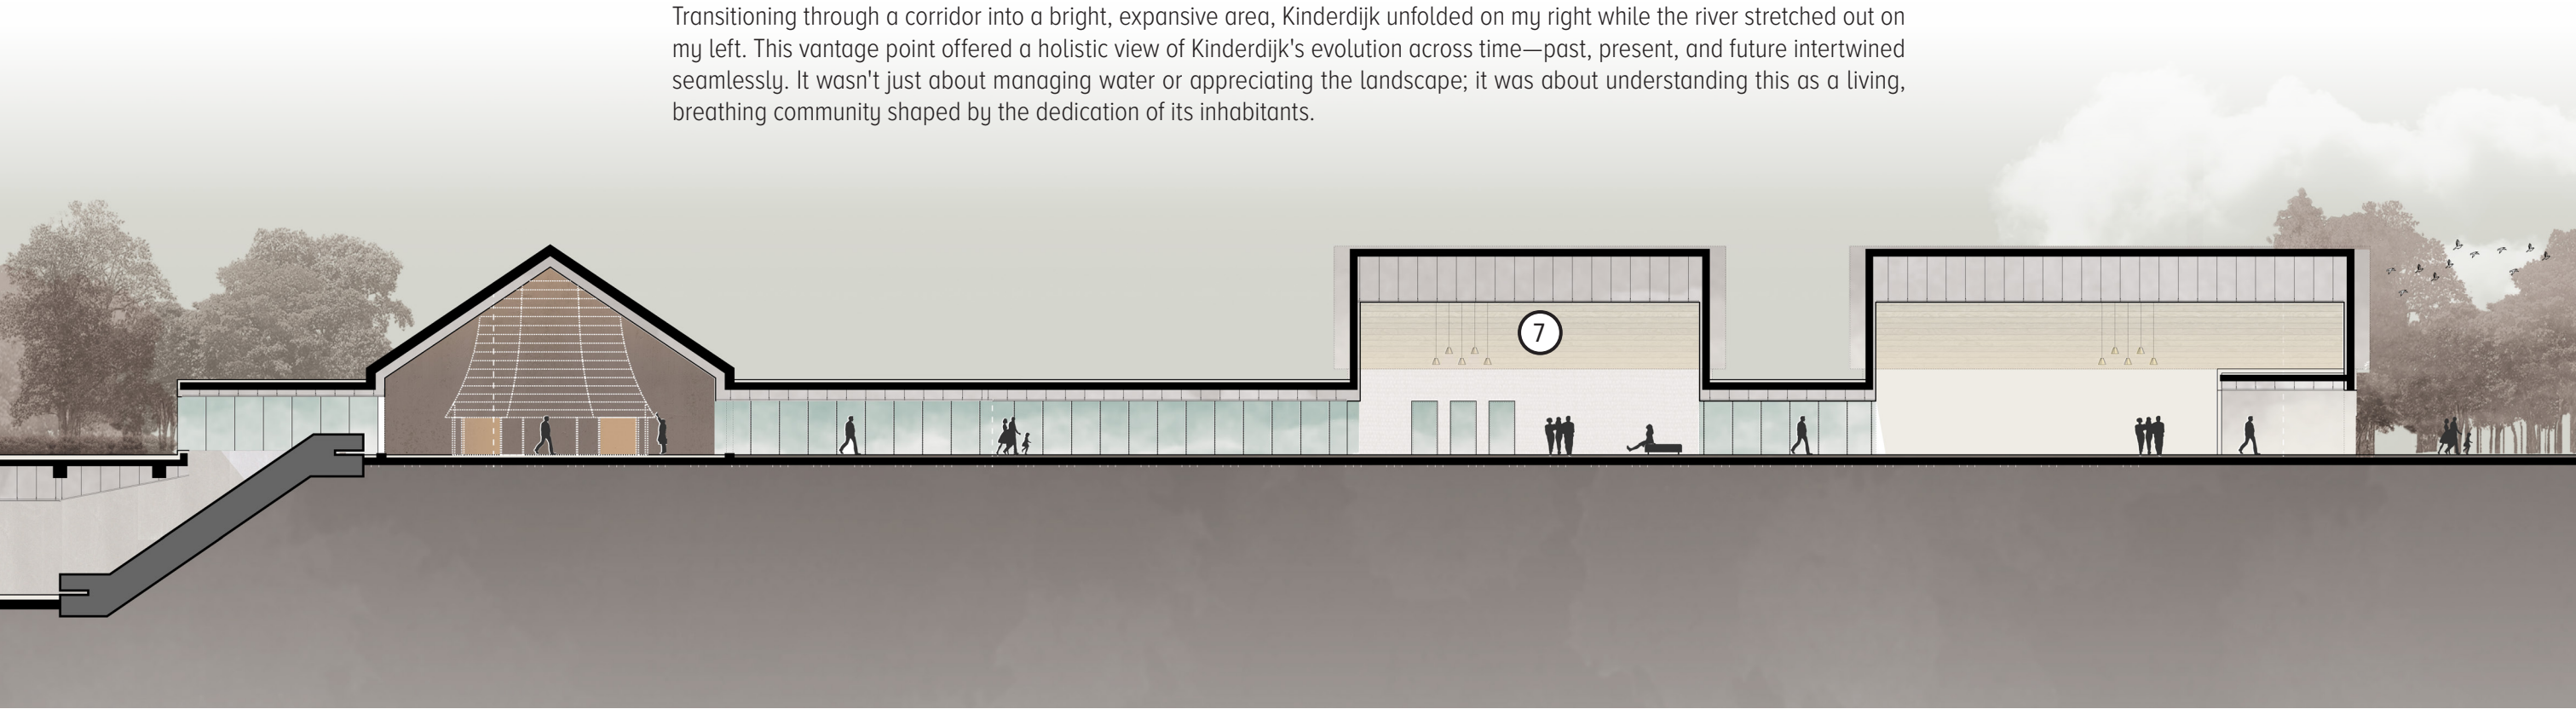 Transitioning through a corridor into a bright, expansive area, Kinderdijk unfolded on my right while the river stretched out on
my left. This vantage point offered a holistic view of Kinderdijk's evolution across time—past, present, and future intertwined
seamlessly. It wasn't just about managing water or appreciating the landscape; it was about understanding this as a living,
breathing community shaped by the dedication of its inhabitants.
7